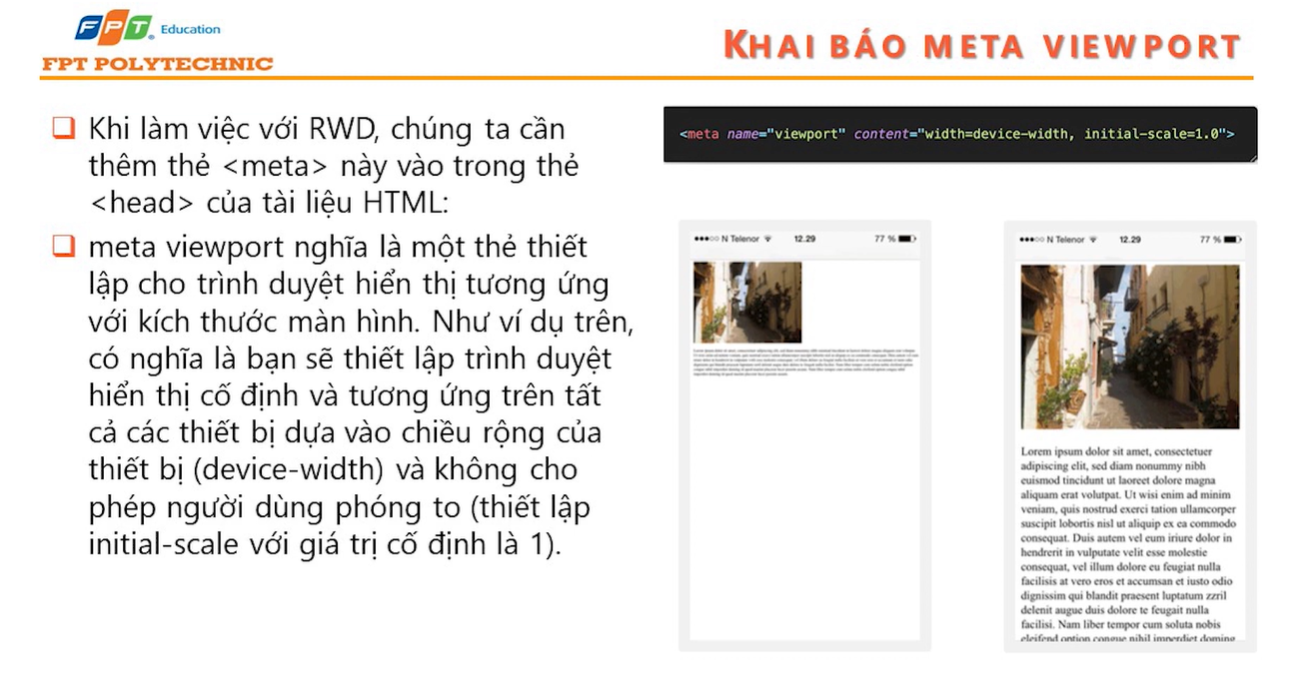 FPT Education
FPT POLYTECHNIC
KHAI BÁO META VIEWPORT
Khi làm việc với RWD, chúng ta cần
thêm thẻ <meta> này vào trong thẻ
<head> của tài liệu HTML:
meta viewport nghĩa là một thẻ thiết
lập cho trình duyệt hiển thị tương ứng
với kích thước màn hình. Như ví dụ trên,
có nghĩa là bạn sẽ thiết lập trình duyệt
hiển thị cố định và tương ứng trên tất
cả các thiết bị dựa vào chiều rộng của
thiết bị (device-width) và không cho
phép người dùng phóng to (thiết lập
initial-scale với giá trị cố định là 1).
<meta name="viewport" content="width=device-width, initial-scale=1.0">
N Telenor 12.29 77 %
N Telenor 12.29 77 %
Lorem ipsum dolor sit amet, consectetuer
adipiscing elit, sed diam nonummy nibh
euismod tincidunt ut laoreet dolore magna
aliquam erat volutpat. Ut wisi enim ad minim
veniam, quis nostrud exerci tation ullamcorper
suscipit lobortis nisl ut aliquip ex ea commodo
consequat. Duis autem vel eum iriure dolor in
hendrerit in vulputate velit esse molestie
consequat, vel illum dolore eu feugiat nulla
facilisis at vero eros et accumsan et iusto odio
dignissim qui blandit praesent luptatum zzril
delenit augue duis dolore te feugait nulla
facilisi. Nam liber tempor cum soluta nobis
eleifend option congue nihil imperdiet doming